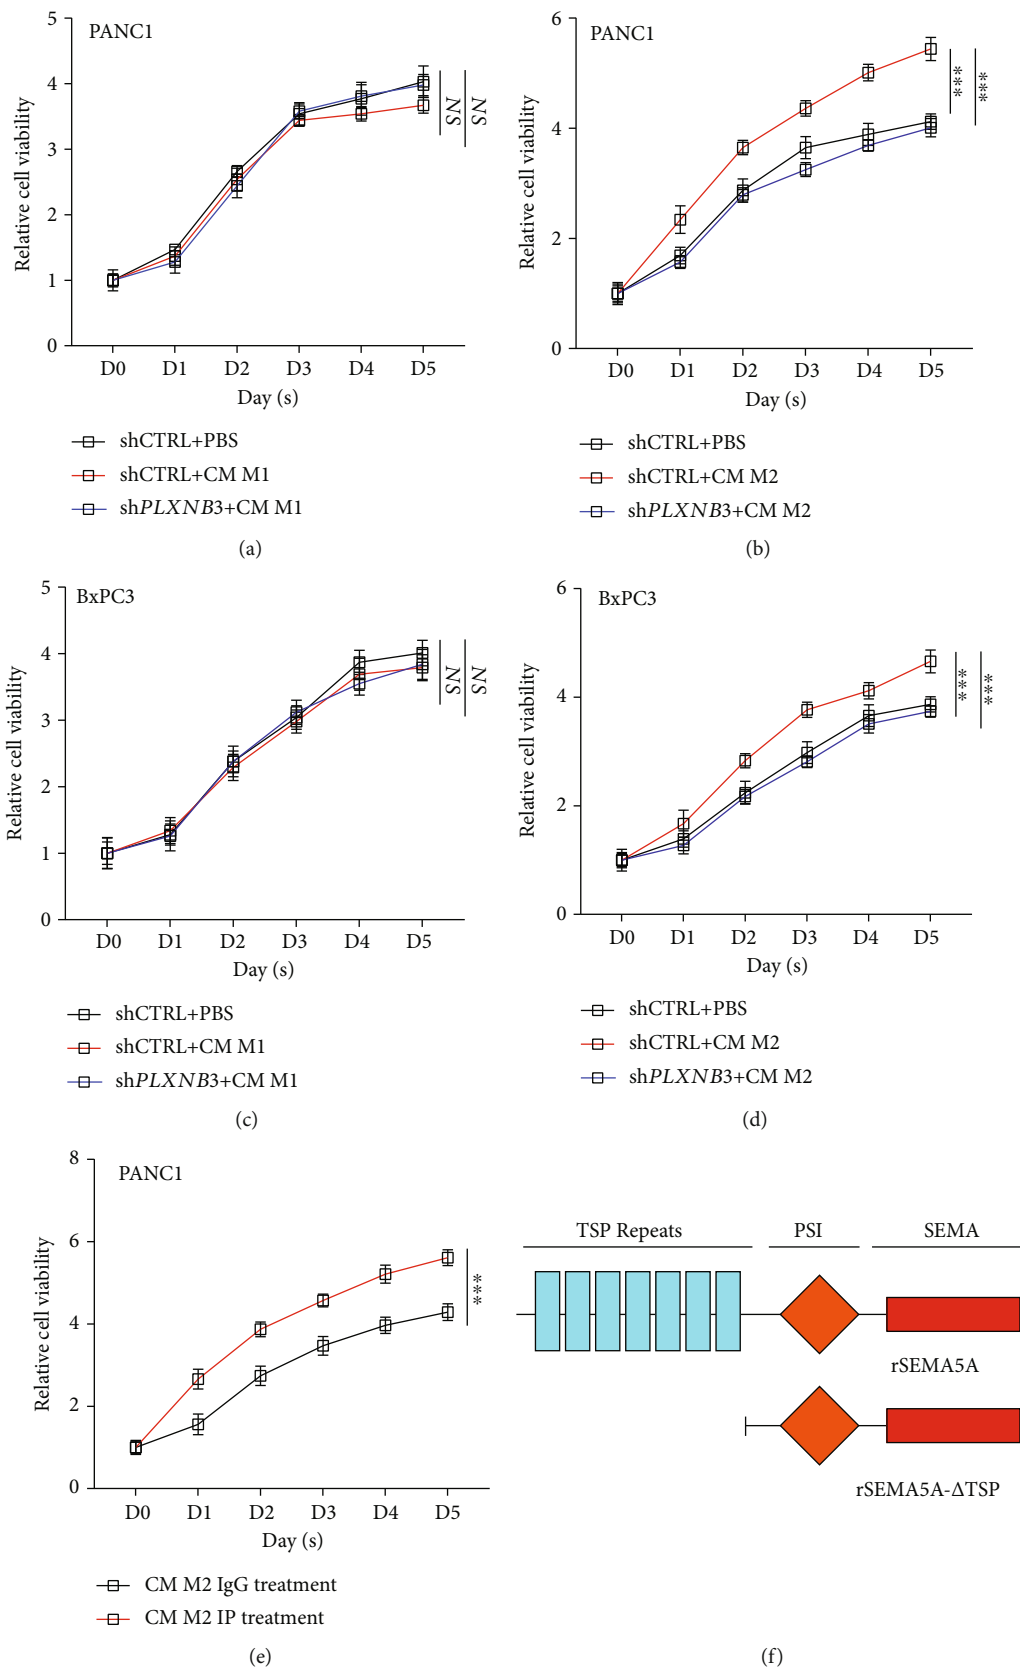 PANC1
Relative cell viability
5
4
3
2
1
0
D0 D1 D2 D3 D4 D5
Day (s)
NS
NS
shCTRL+PBS
shCTRL+CM M1
shPLXNB3+CM M1
(a)
PANC1
Relative cell viability
6
4
2
0
D0 D1 D2 D3 D4 D5
Day (s)
***
***
shCTRL+PBS
shCTRL+CM M2
shPLXNB3+CM M2
(b)
BxPC3
Relative cell viability
5
4
3
2
1
0
D0 D1 D2 D3 D4 D5
Day (s)
NS
NS
shCTRL+PBS
shCTRL+CM M1
shPLXNB3+CM M1
(c)
BxPC3
Relative cell viability
6
4
2
0
D0 D1 D2 D3 D4 D5
Day (s)
***
***
shCTRL+PBS
shCTRL+CM M2
shPLXNB3+CM M2
(d)
PANC1
Relative cell viability
8
6
4
2
0
D0 D1 D2 D3 D4 D5
Day (s)
***
CM M2 IgG treatment
CM M2 IP treatment
(e)
TSP Repeats PSI SEMA
rSEMA5A
rSEMA5A-ΔTSP
(f)